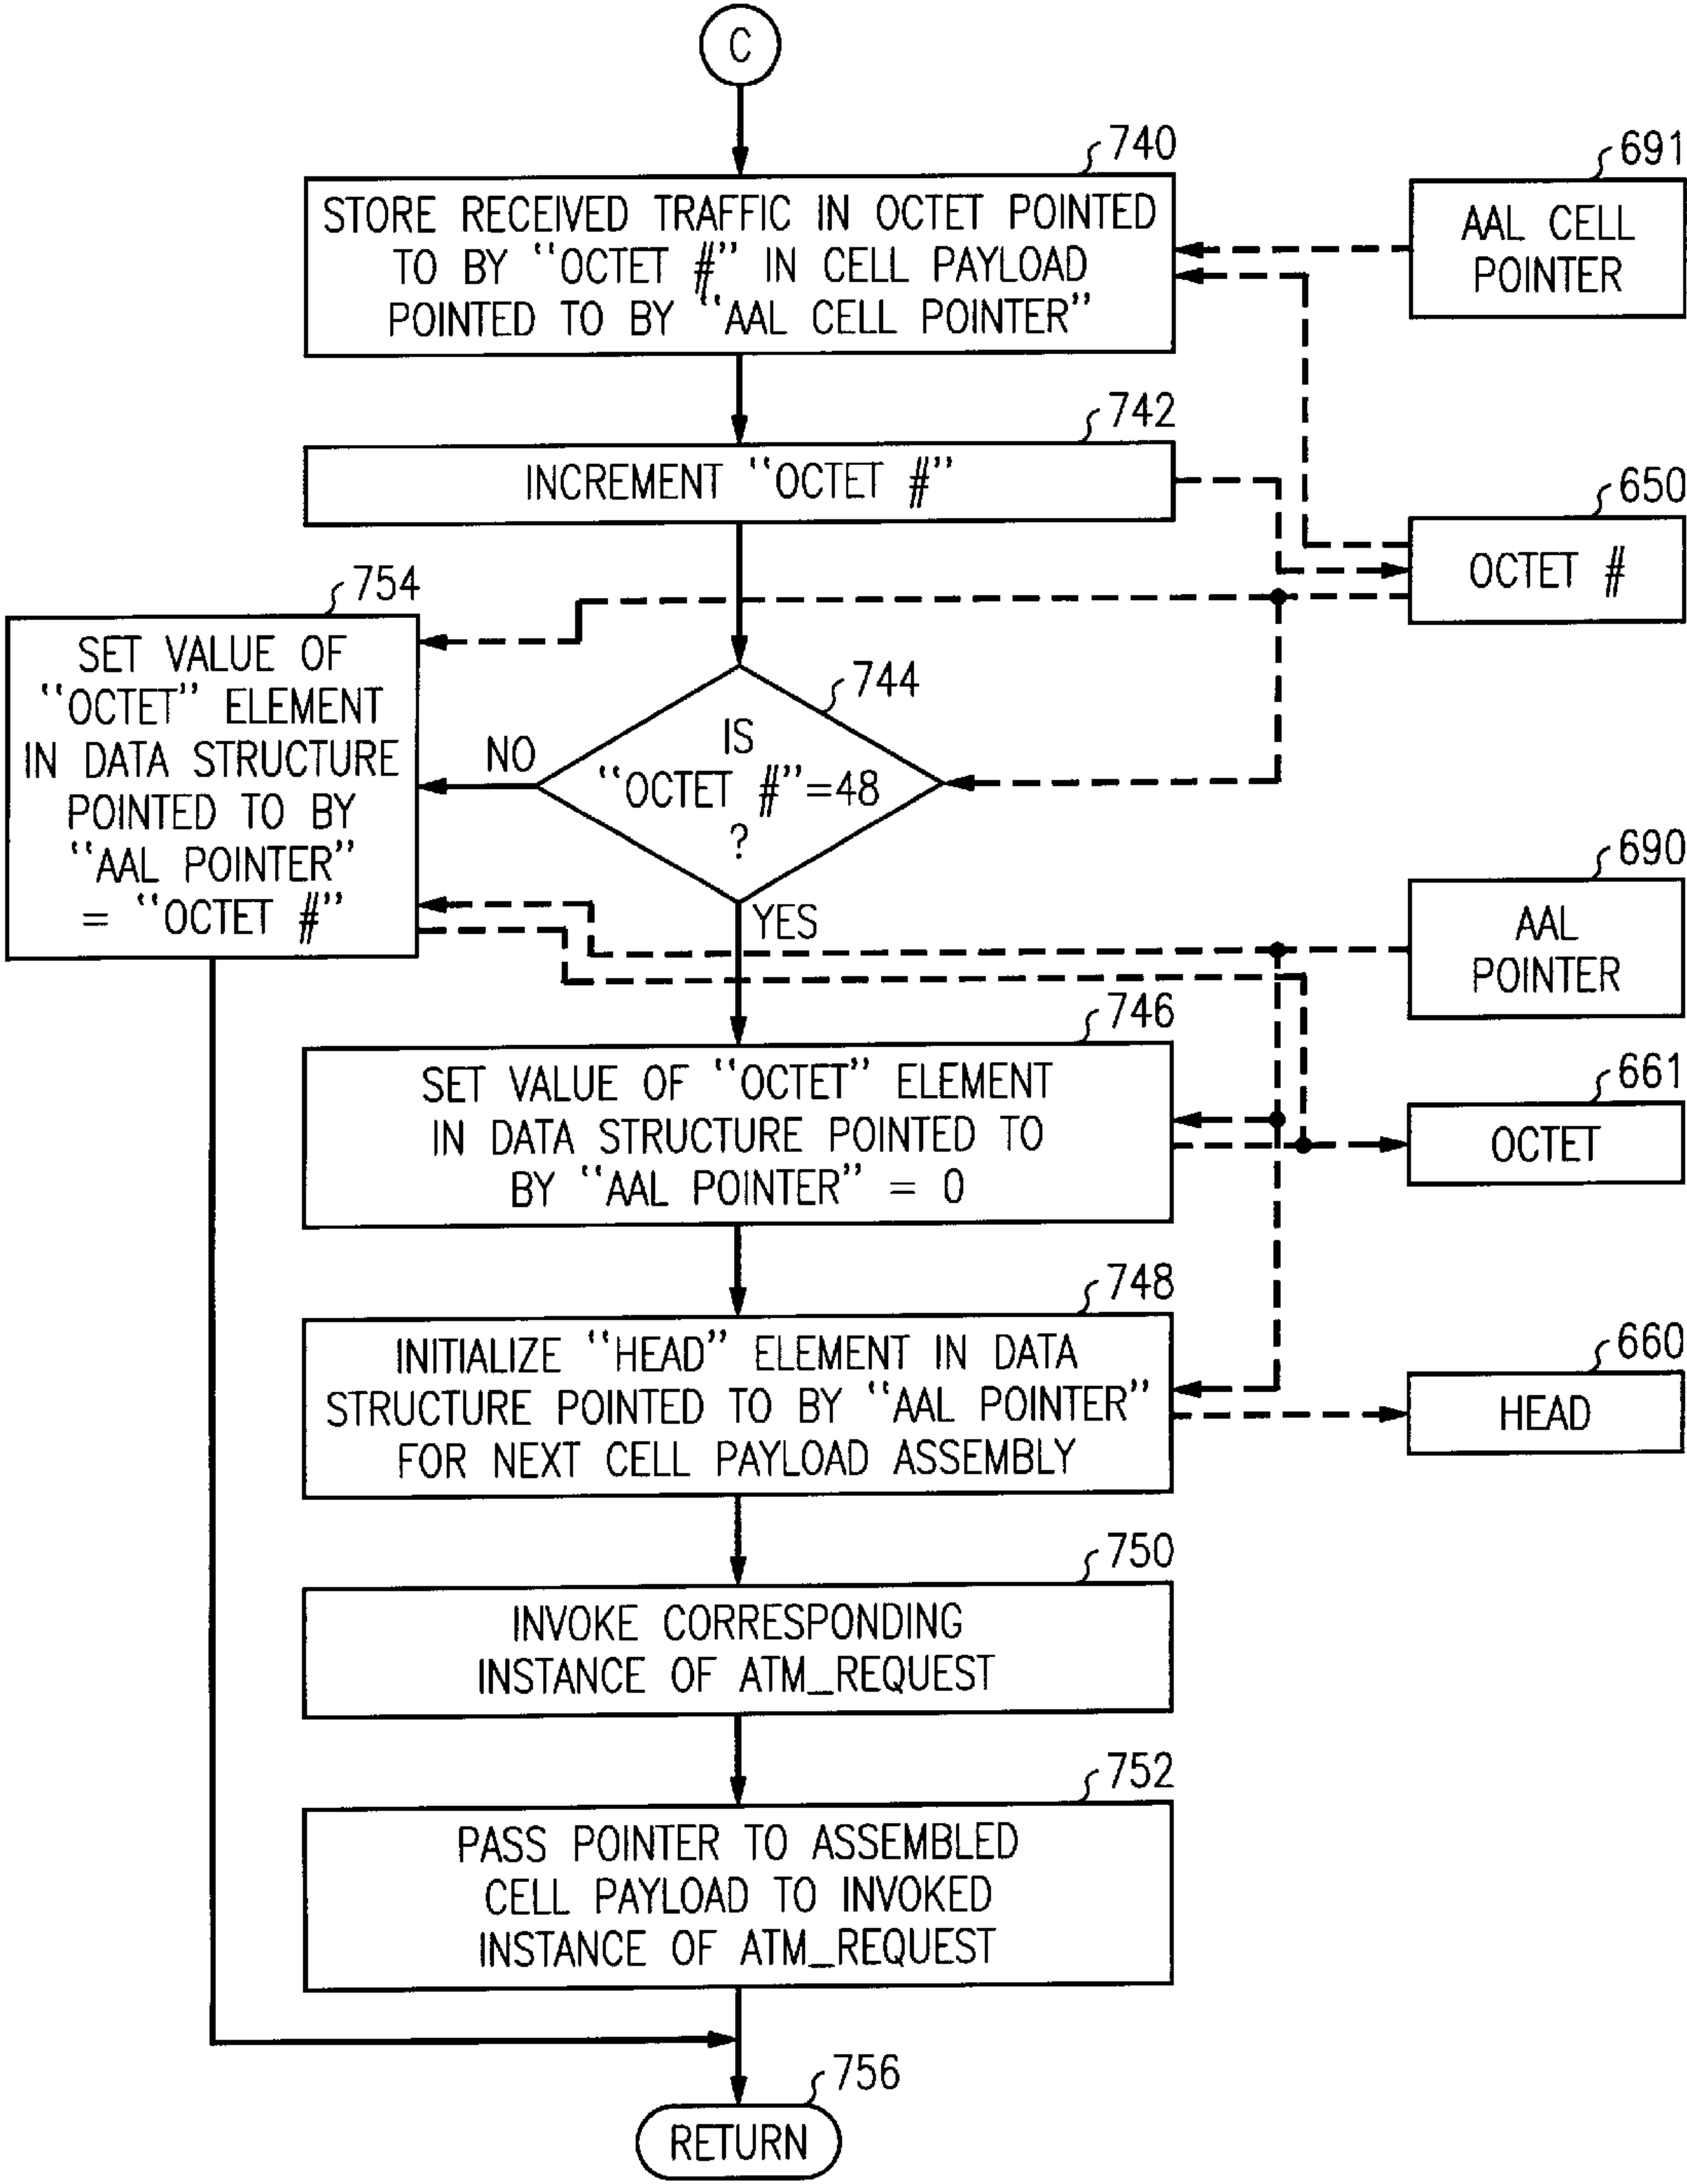 C
740
STORE RECEIVED TRAFFIC IN OCTET POINTED
TO BY "OCTET #" IN CELL PAYLOAD
POINTED TO BY "AAL CELL POINTER"
691
AAL CELL
POINTER
742
INCREMENT "OCTET #"
650
OCTET #
754
SET VALUE OF
"OCTET" ELEMENT
IN DATA STRUCTURE
POINTED TO BY
"AAL POINTER"
= "OCTET #"
744
IS
"OCTET #"=48
?
NO
YES
690
AAL
POINTER
746
SET VALUE OF "OCTET" ELEMENT
IN DATA STRUCTURE POINTED TO
BY "AAL POINTER" = 0
661
OCTET
748
INITIALIZE "HEAD" ELEMENT IN DATA
STRUCTURE POINTED TO BY "AAL POINTER"
FOR NEXT CELL PAYLOAD ASSEMBLY
660
HEAD
750
INVOKE CORRESPONDING
INSTANCE OF ATM_REQUEST
752
PASS POINTER TO ASSEMBLED
CELL PAYLOAD TO INVOKED
INSTANCE OF ATM_REQUEST
756
RETURN